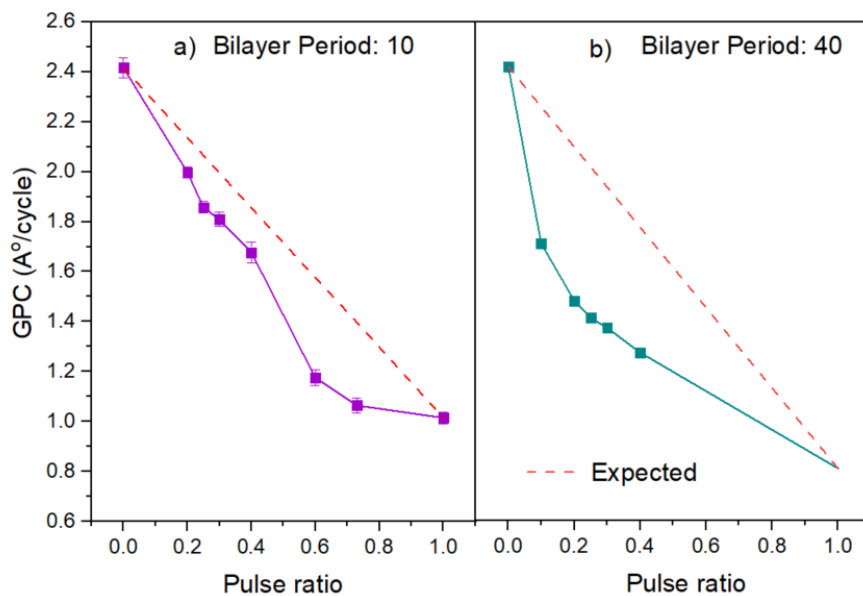 a) Bilayer Period: 10
b) Bilayer Period: 40
GPC (A°/cycle)
2.6
2.4
2.2
2.0
1.8
1.6
1.4
1.2
1.0
0.8
0.6
Expected
0.0 0.2 0.4 0.6 0.8 1.0
0.0 0.2 0.4 0.6 0.8 1.0
Pulse ratio
Pulse ratio